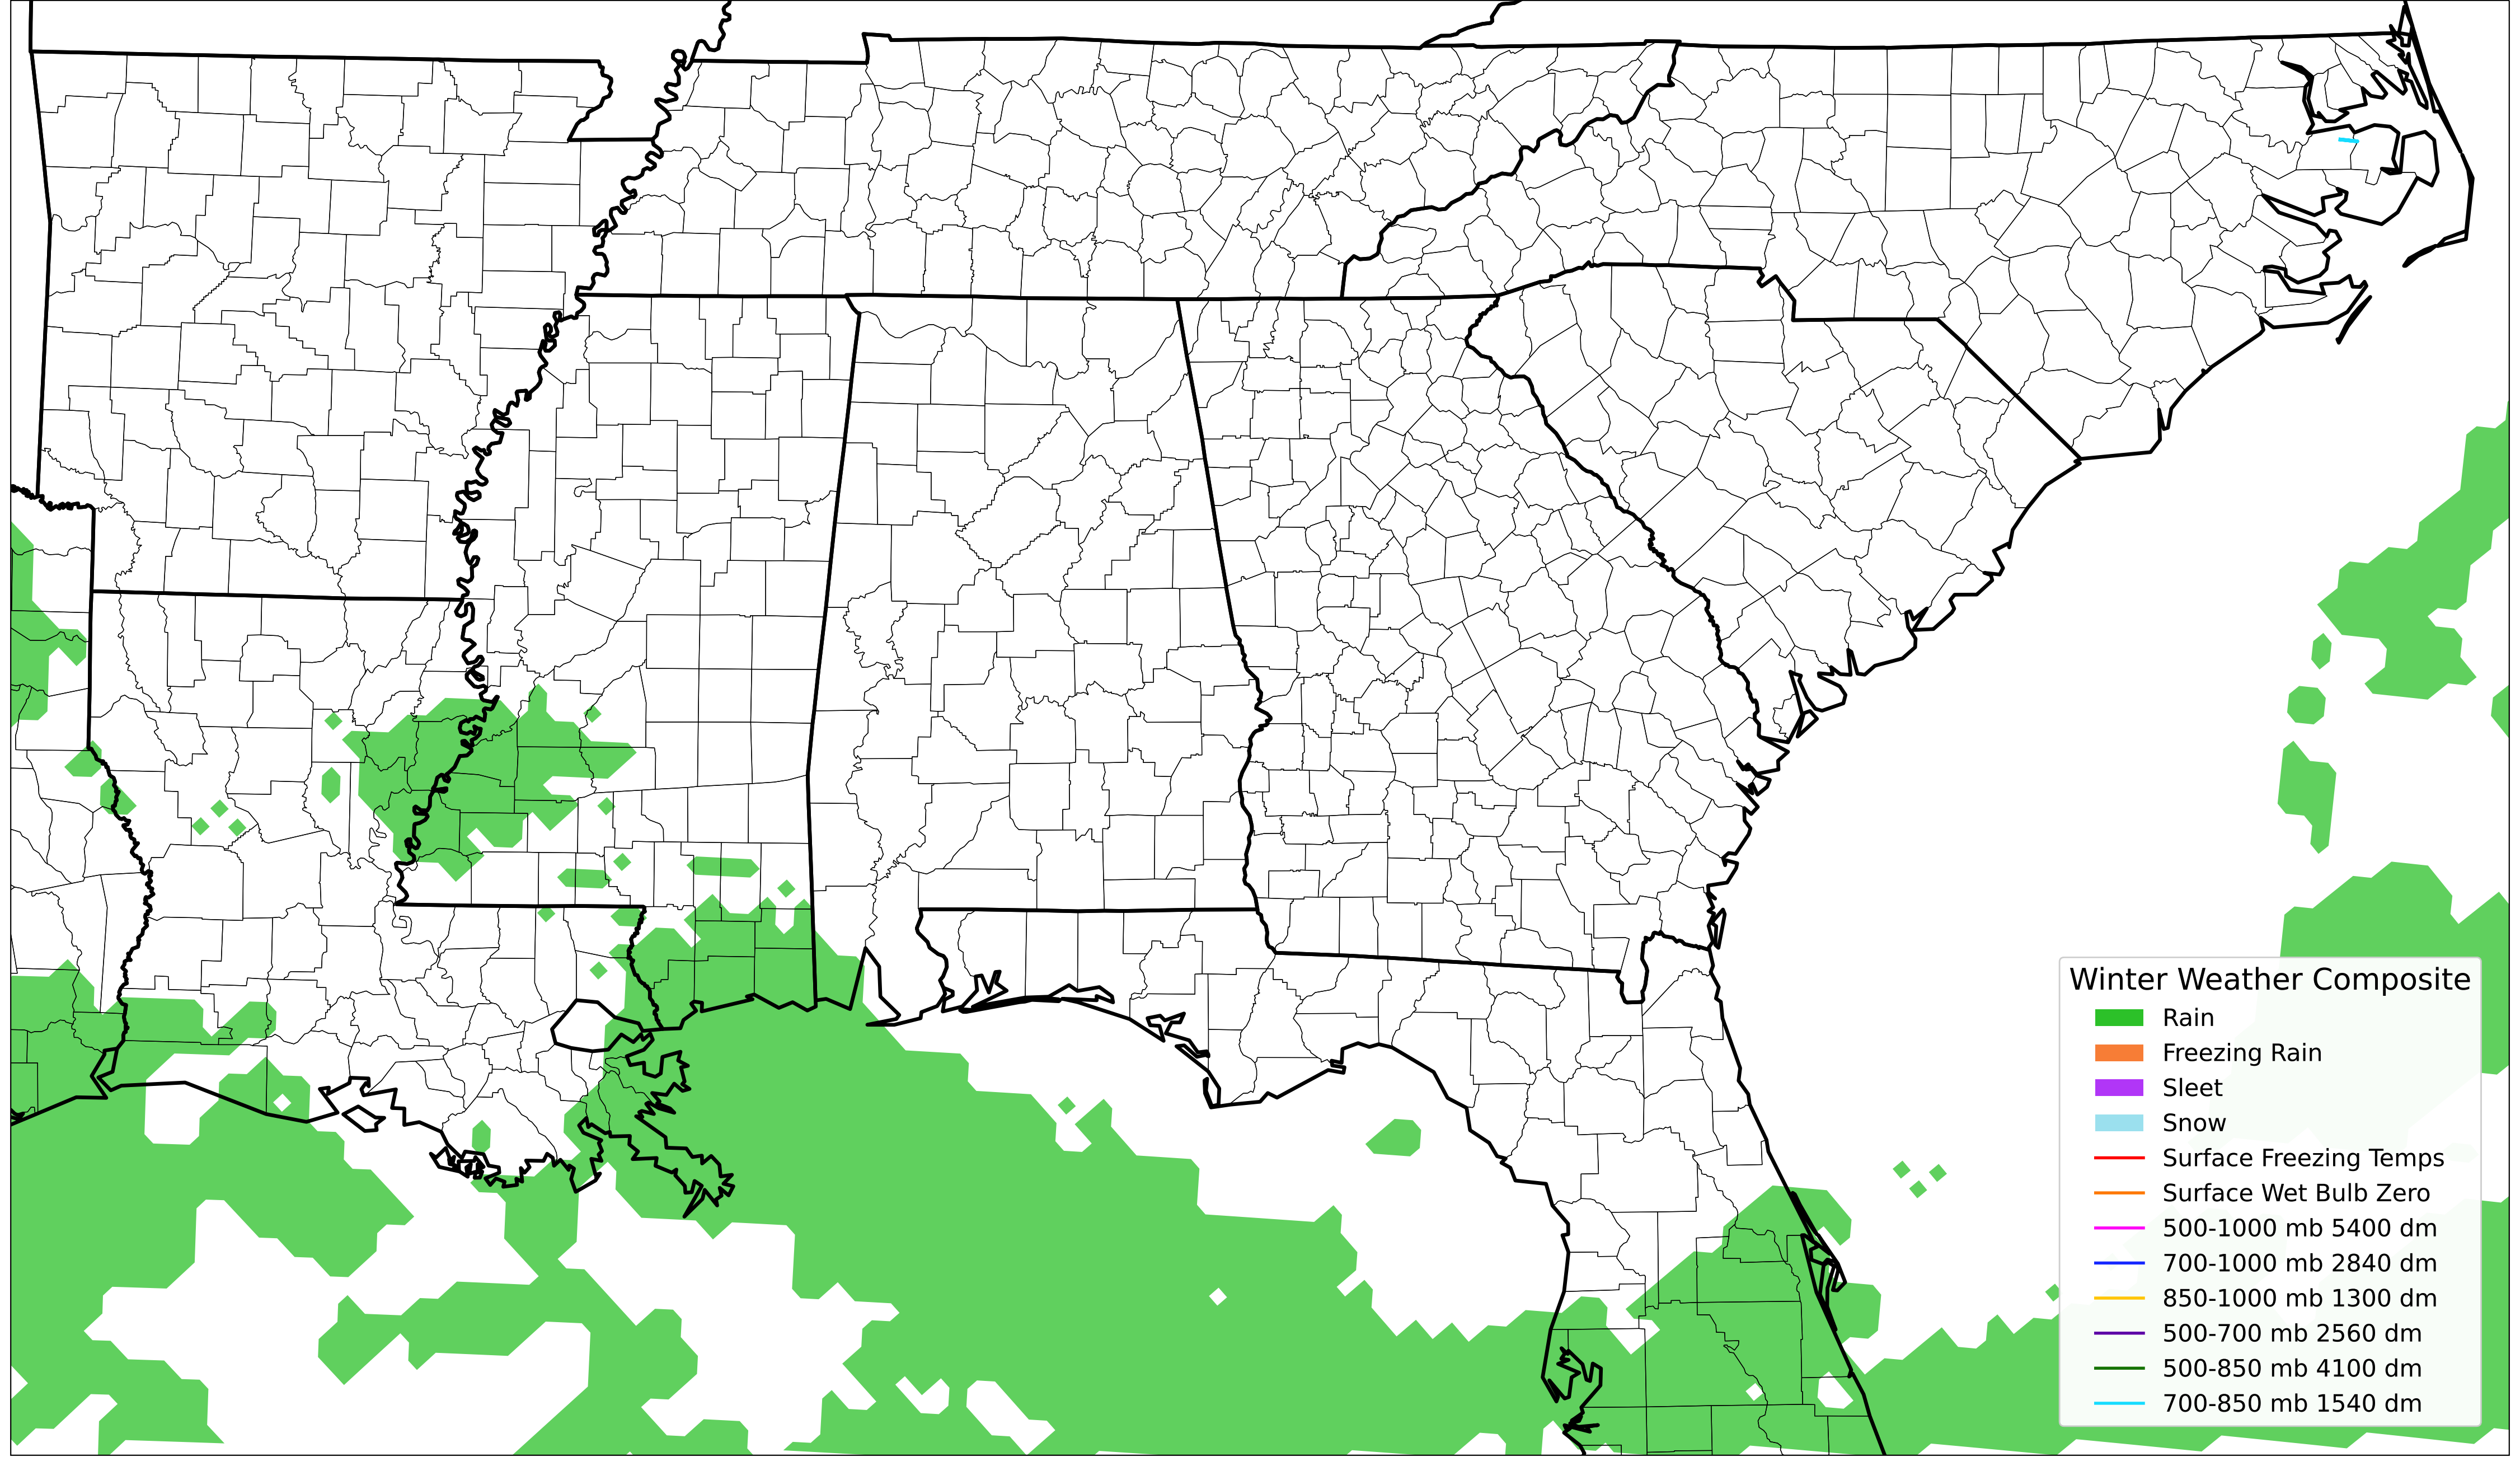 Winter Weather Composite
Rain
Freezing Rain
Sleet
Snow
Surface Freezing Temps
Surface Wet Bulb Zero
500-1000 mb 5400 dm
700-1000 mb 2840 dm
850-1000 mb 1300 dm
500-700 mb 2560 dm
500-850 mb 4100 dm
700-850 mb 1540 dm